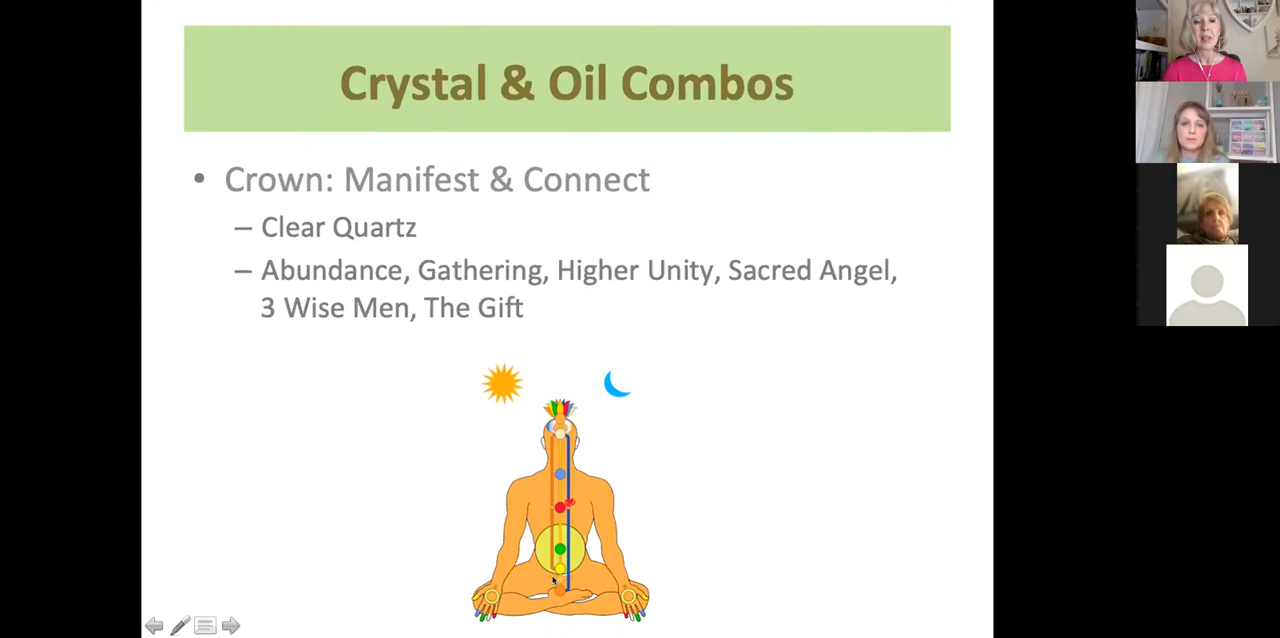 Crystal & Oil Combos
• Crown: Manifest & Connect
– Clear Quartz
– Abundance, Gathering, Higher Unity, Sacred Angel,
3 Wise Men, The Gift